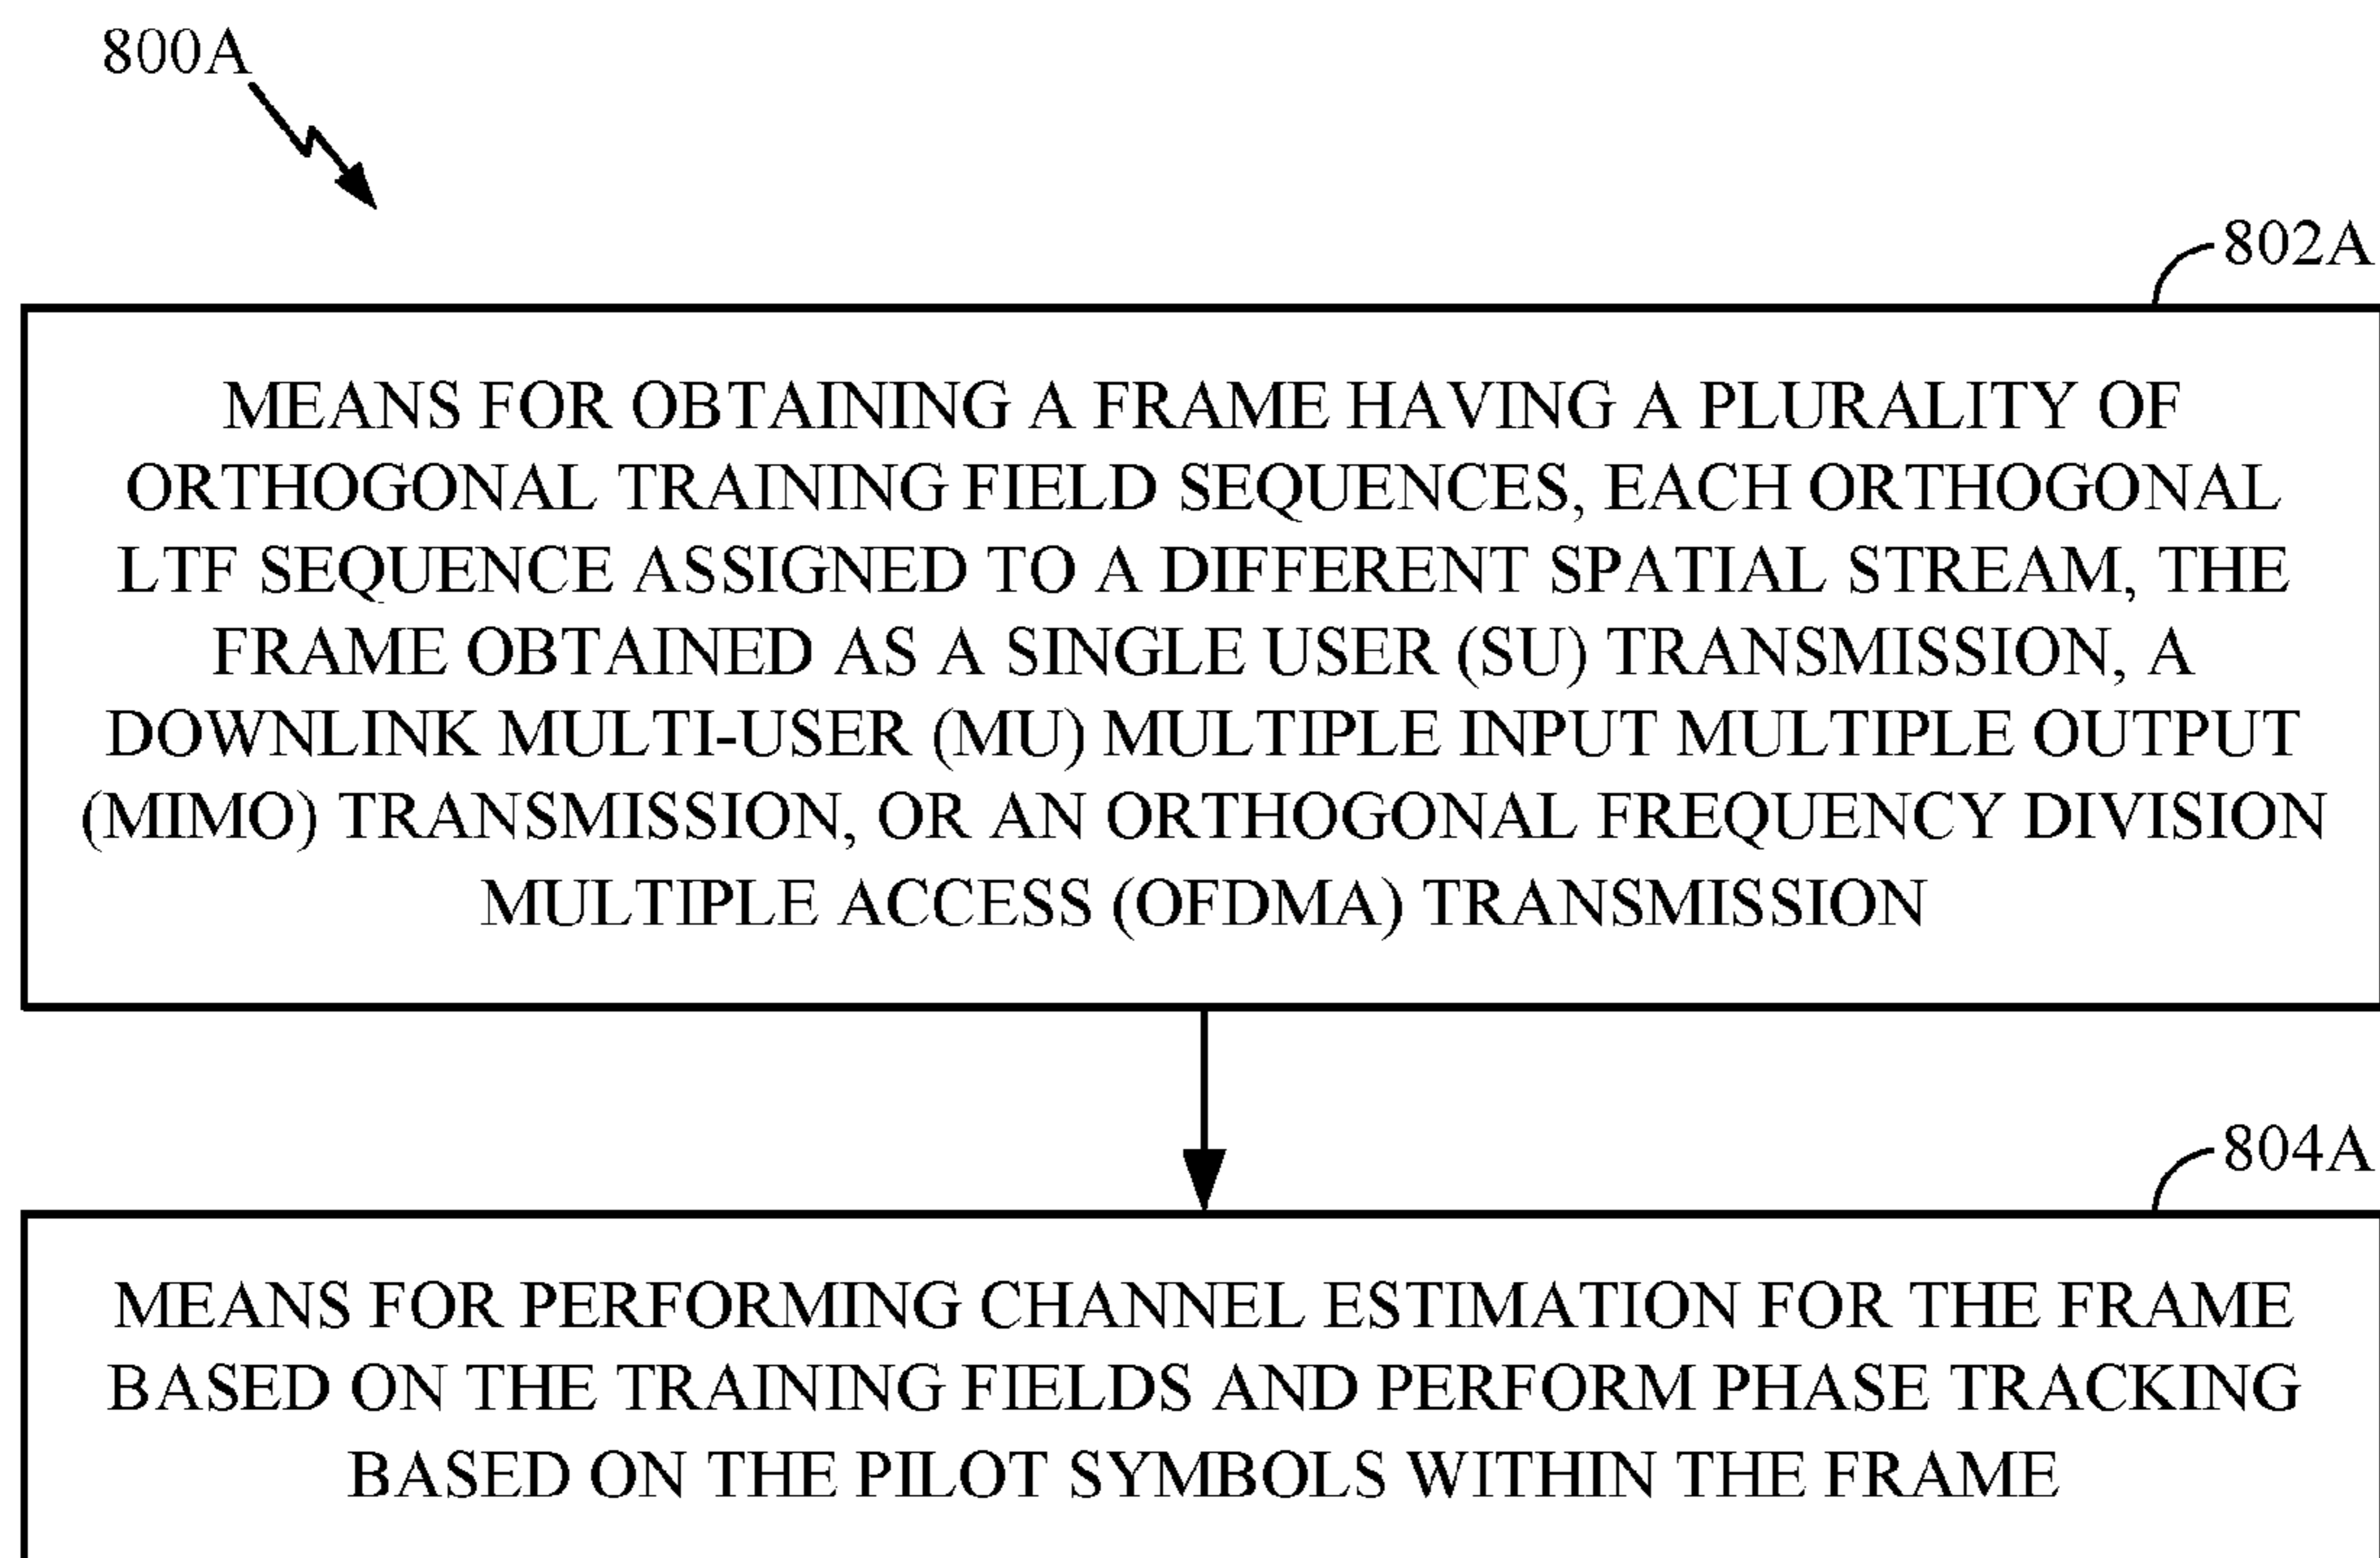 800A
802A
MEANS FOR OBTAINING A FRAME HAVING A PLURALITY OF
ORTHOGONAL TRAINING FIELD SEQUENCES, EACH ORTHOGONAL
LTF SEQUENCE ASSIGNED TO A DIFFERENT SPATIAL STREAM, THE
FRAME OBTAINED AS A SINGLE USER (SU) TRANSMISSION, A
DOWNLINK MULTI-USER (MU) MULTIPLE INPUT MULTIPLE OUTPUT
(MIMO) TRANSMISSION, OR AN ORTHOGONAL FREQUENCY DIVISION
MULTIPLE ACCESS (OFDMA) TRANSMISSION
804A
MEANS FOR PERFORMING CHANNEL ESTIMATION FOR THE FRAME
BASED ON THE TRAINING FIELDS AND PERFORM PHASE TRACKING
BASED ON THE PILOT SYMBOLS WITHIN THE FRAME